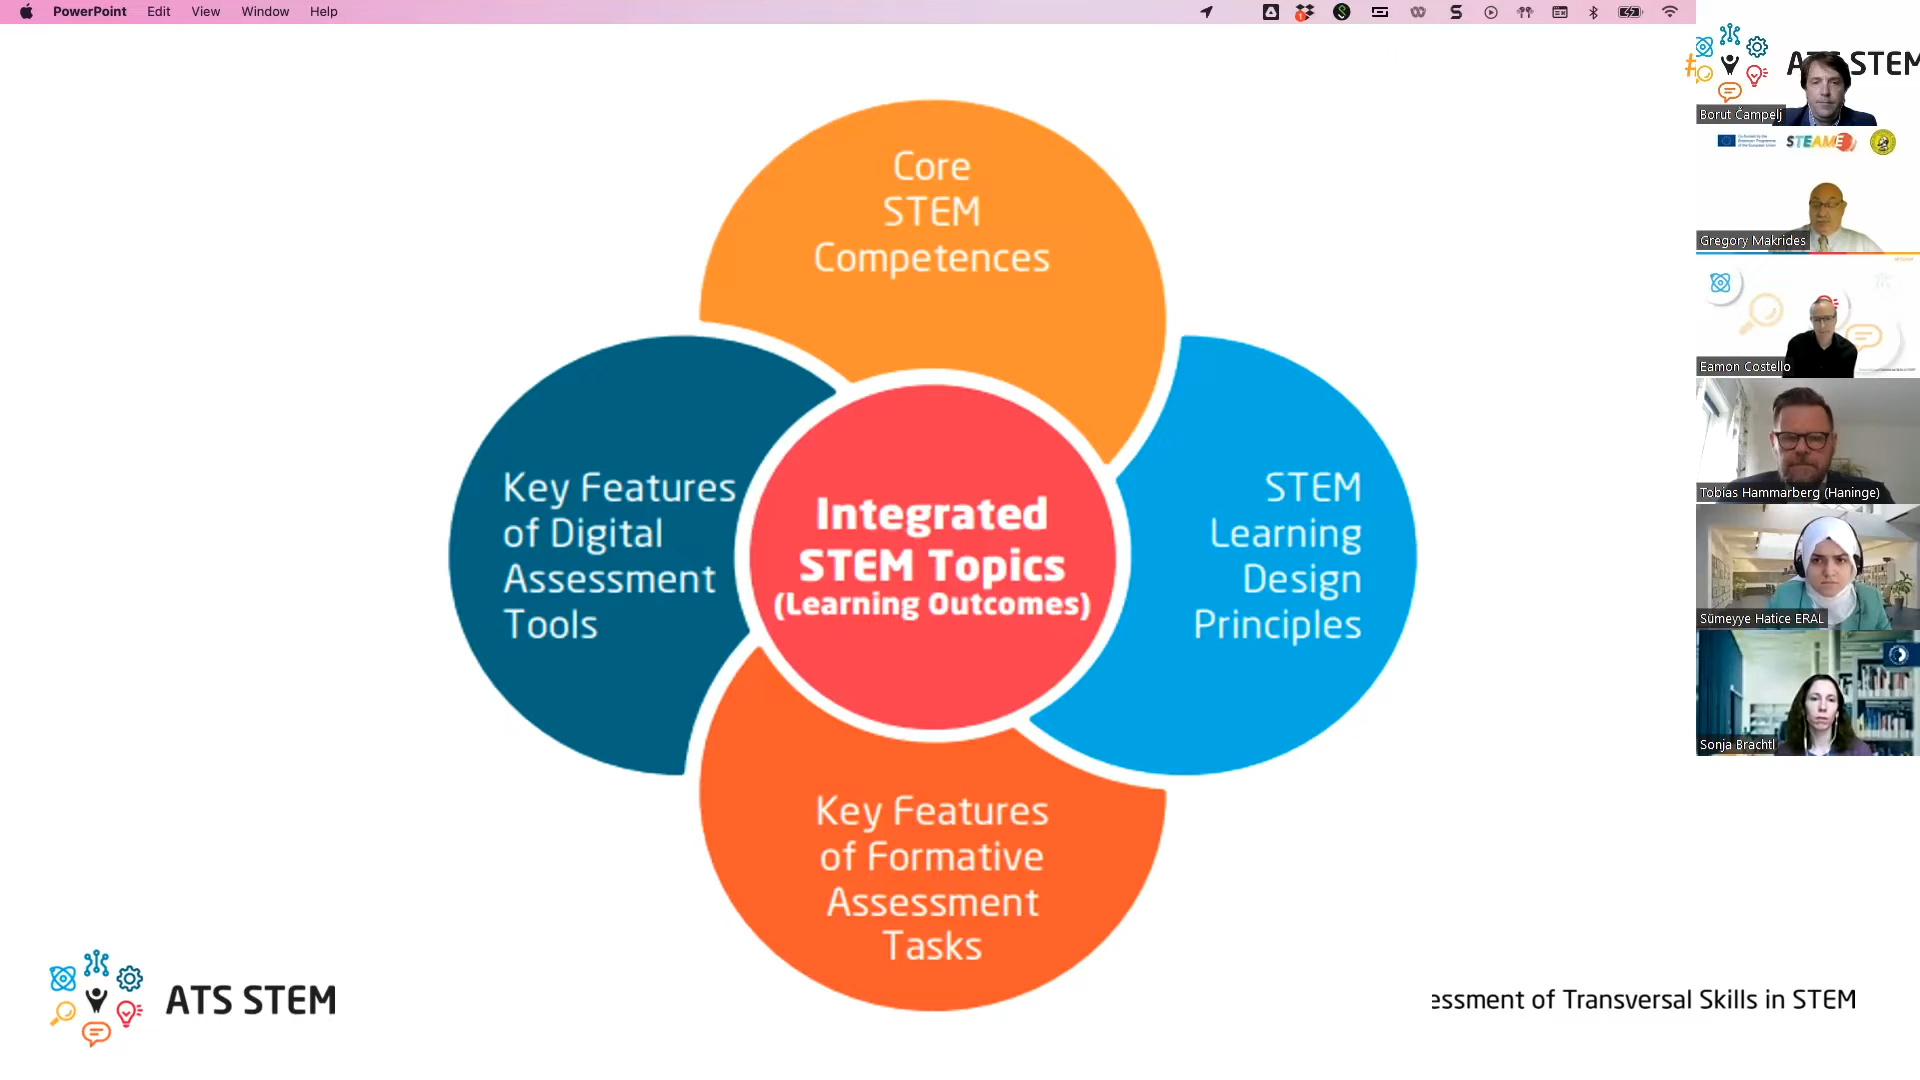 PowerPoint Edit View Window Help
Core
STEM
Competences
Key Features
of Digital
Assessment
Tools
Integrated
STEM Topics
(Learning Outcomes)
STEM
Learning
Design
Principles
Key Features
of Formative
Assessment
Tasks
ATS STEM
essment of Transversal Skills in STEM
STEM
Borut Čampelj
STEAME
Gregory Makrides
Eamon Costello
Tobias Hammarberg (Haninge)
Sümeyye Hatice ERAL
Sonja Brachtl